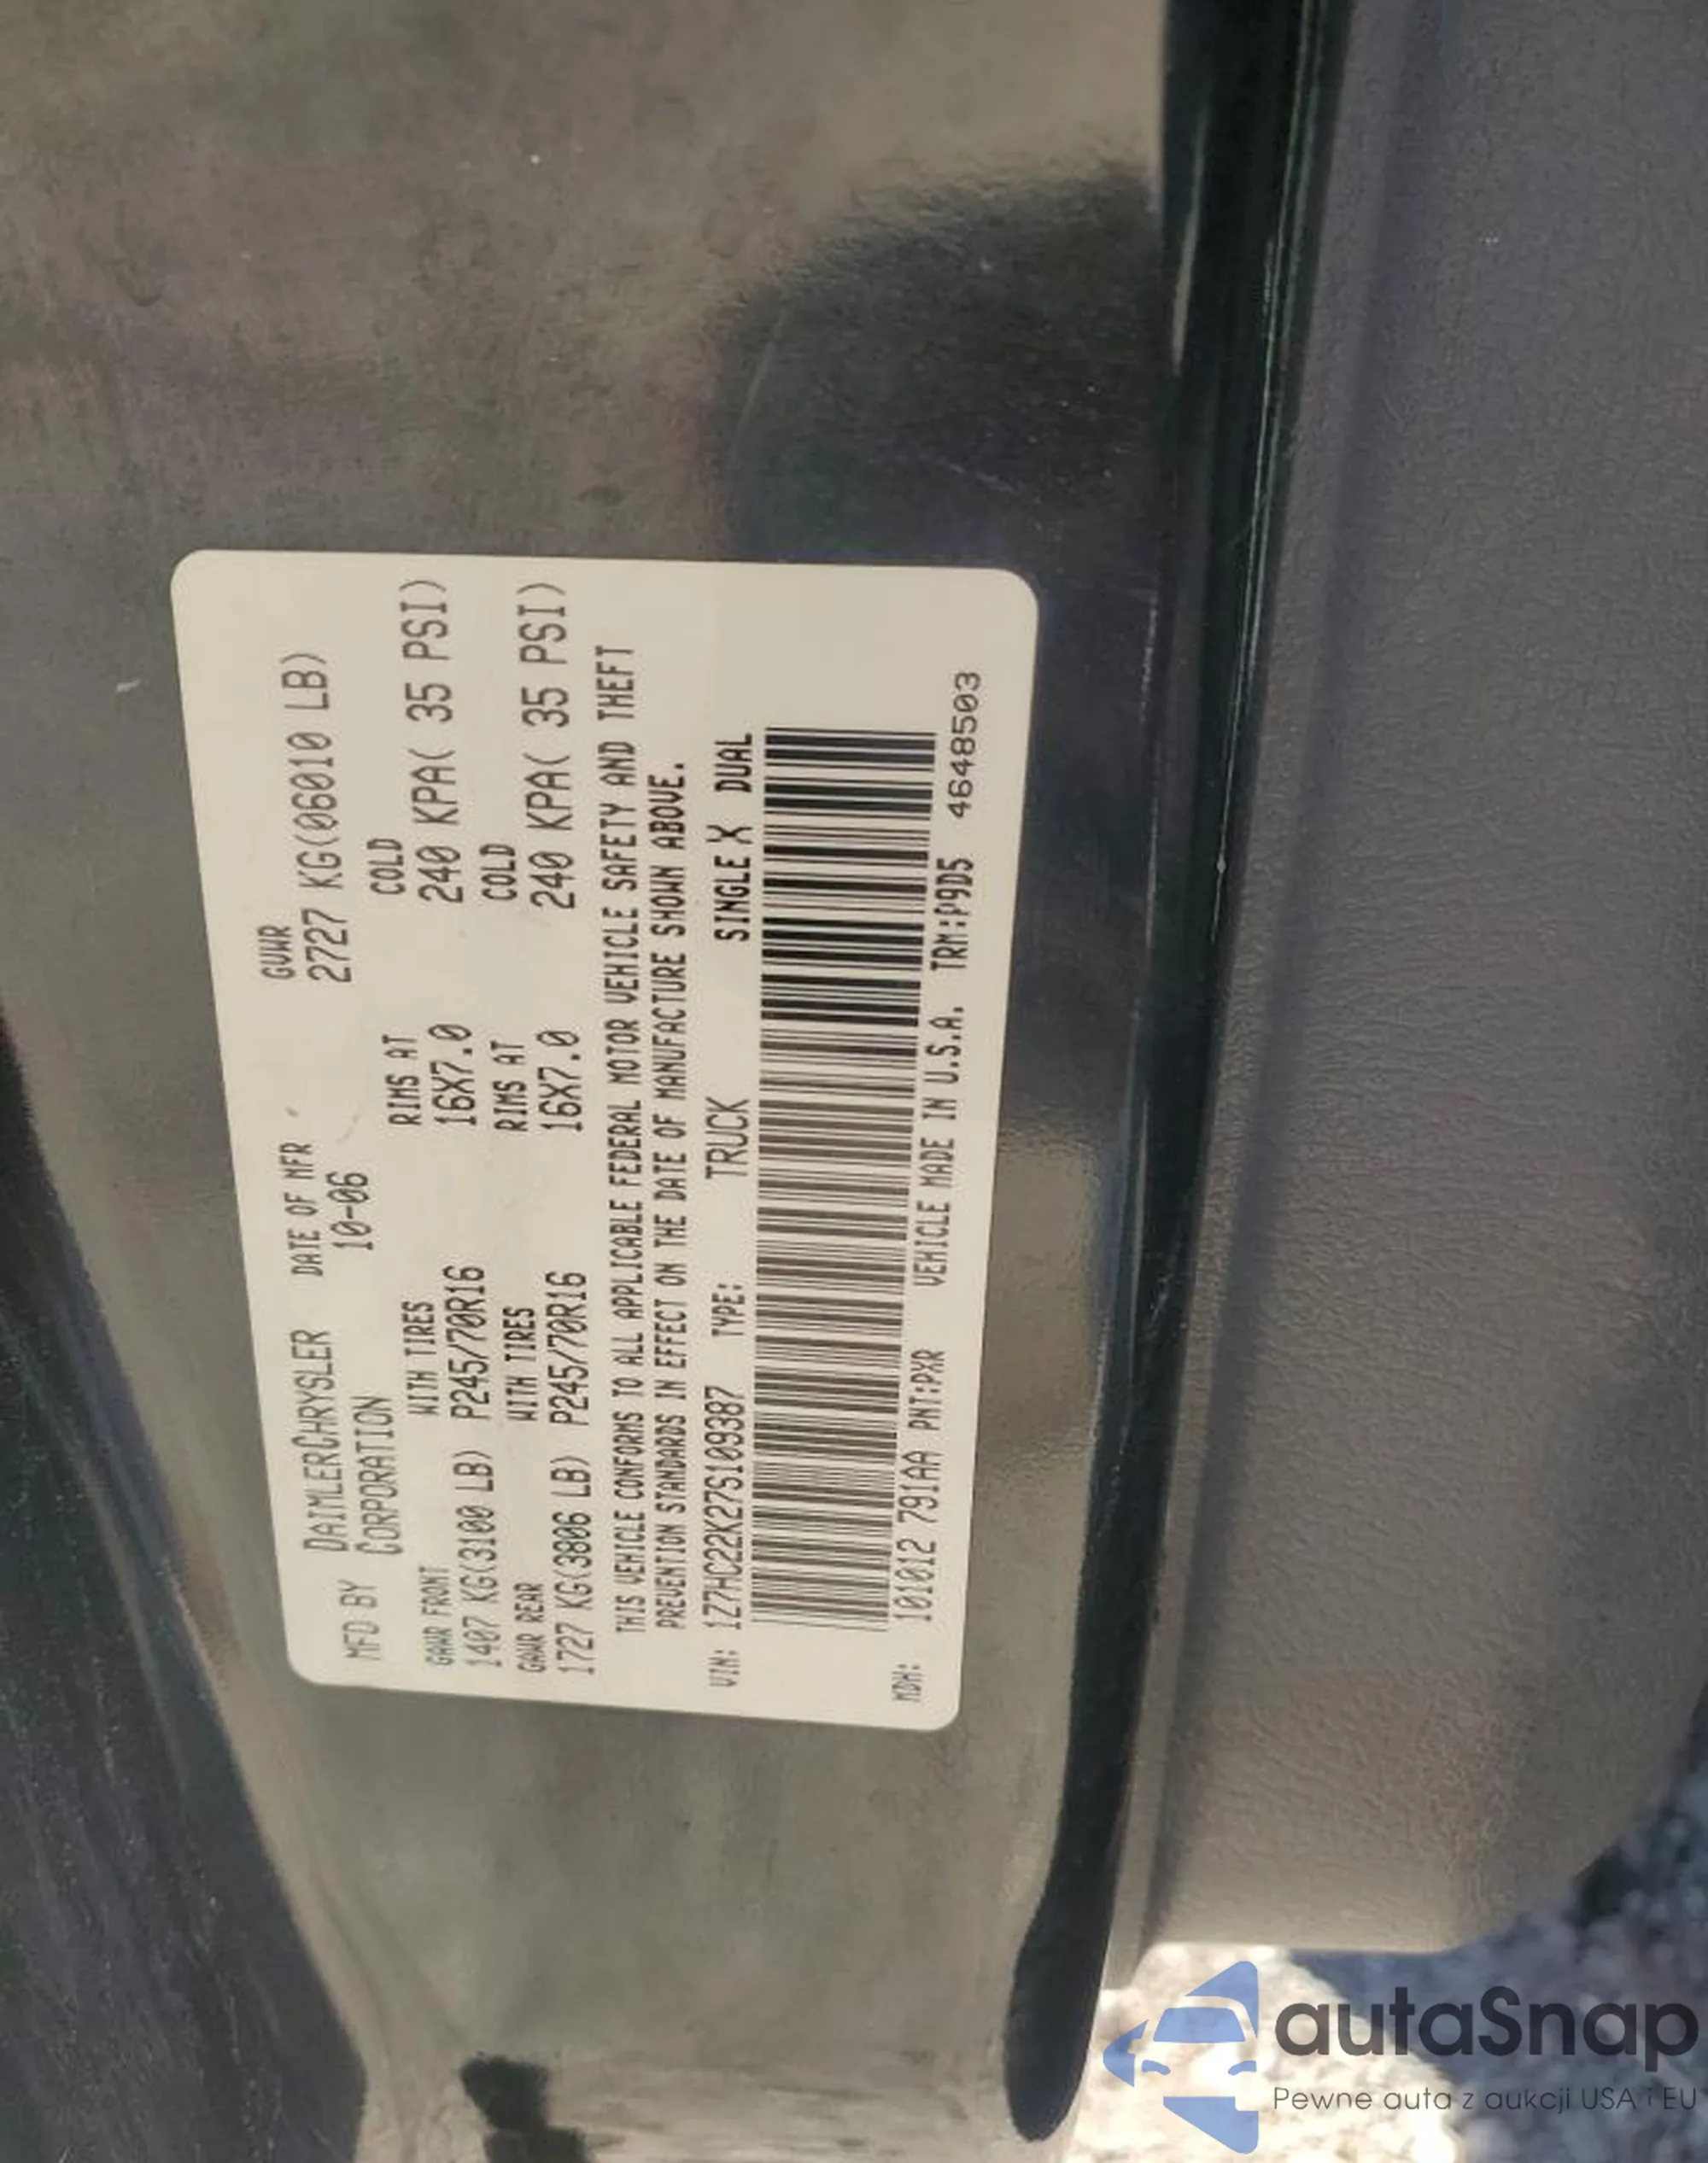 MFD BY DAIMLERCHRYSLER CORPORATION DATE OF MFR 10-06 GVWR 2727 KG(06010 LB)
GAWR FRONT WITH TIRES RIMS AT COLD
1407 KG(3100 LB) P245/70R16 16X7.0 240 KPA( 35 PSI)
GAWR REAR WITH TIRES RIMS AT COLD
1727 KG(3806 LB) P245/70R16 16X7.0 240 KPA( 35 PSI)
THIS VEHICLE CONFORMS TO ALL APPLICABLE FEDERAL MOTOR VEHICLE SAFETY AND THEFT
PREVENTION STANDARDS IN EFFECT ON THE DATE OF MANUFACTURE SHOWN ABOVE.
VIN: 1Z7HC22K27S109387 TYPE: TRUCK SINGLE X DUAL
MDH: 101012 791AA PNT:PXR VEHICLE MADE IN U.S.A. TRM:P9D5 4648503
autaSnap
Pewne auta z aukcji USA i EU